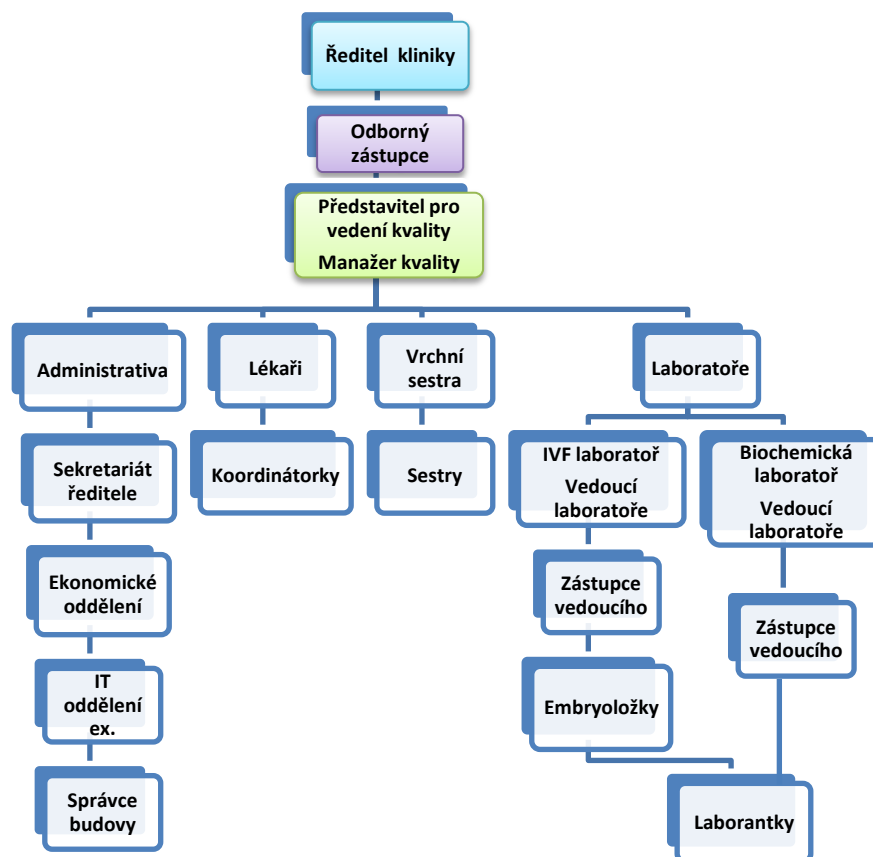 Ředitel kliniky
Odborný
zástupce
Představitel pro
vedení kvality
Manažer kvality
Administrativa
Lékaři
Vrchní
sestra
Laboratoře
Sekretariát
ředitele
Koordinátorky
Sestry
IVF laboratoř
Vedoucí
laboratoře
Biochemická
laboratoř
Vedoucí
laboratoře
Ekonomické
oddělení
Zástupce
vedoucího
Zástupce
vedoucího
IT
oddělení
ex.
Embryoložky
Správce
budovy
Laborantky